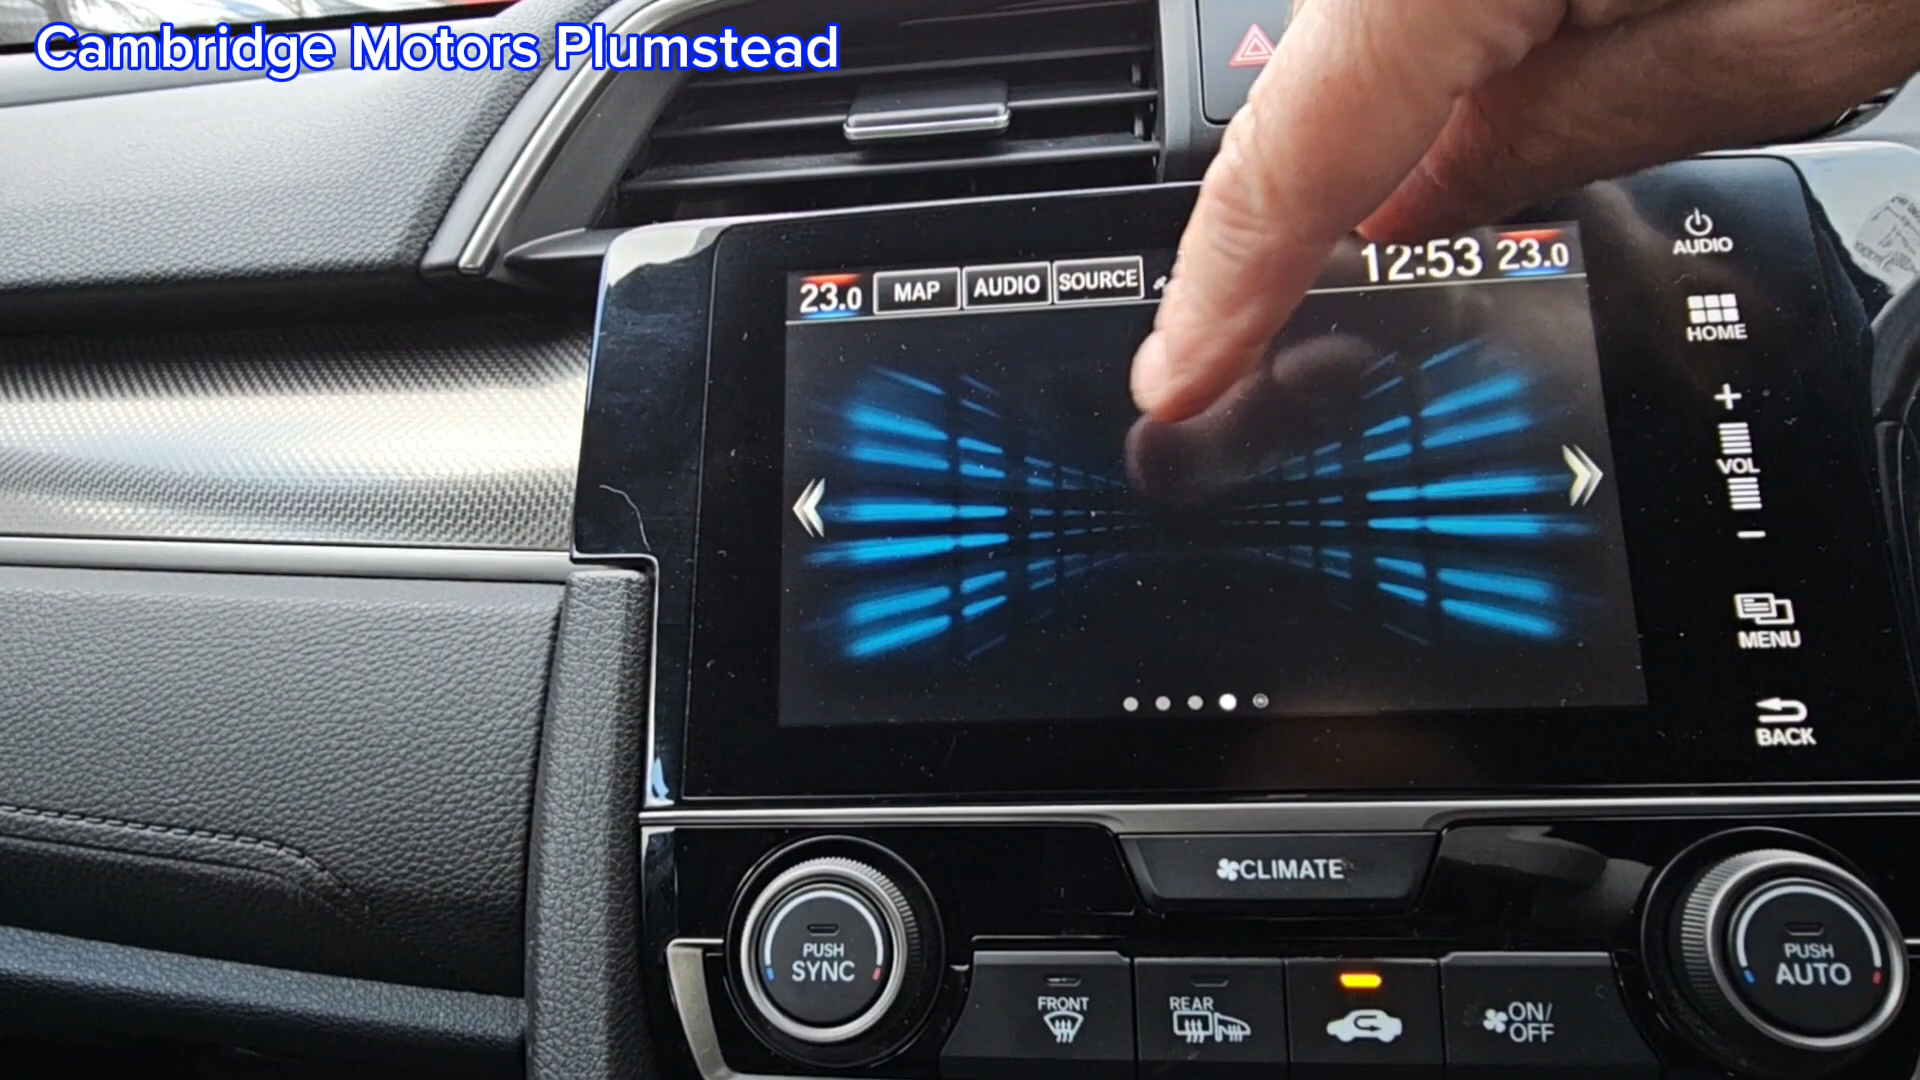 Cambridge Motors Plumstead
23.0 MAP AUDIO SOURCE 12:53 23.0
AUDIO
HOME
+
VOL
-
MENU
BACK
CLIMATE
PUSH
SYNC
FRONT
REAR
ON/
OFF
PUSH
AUTO